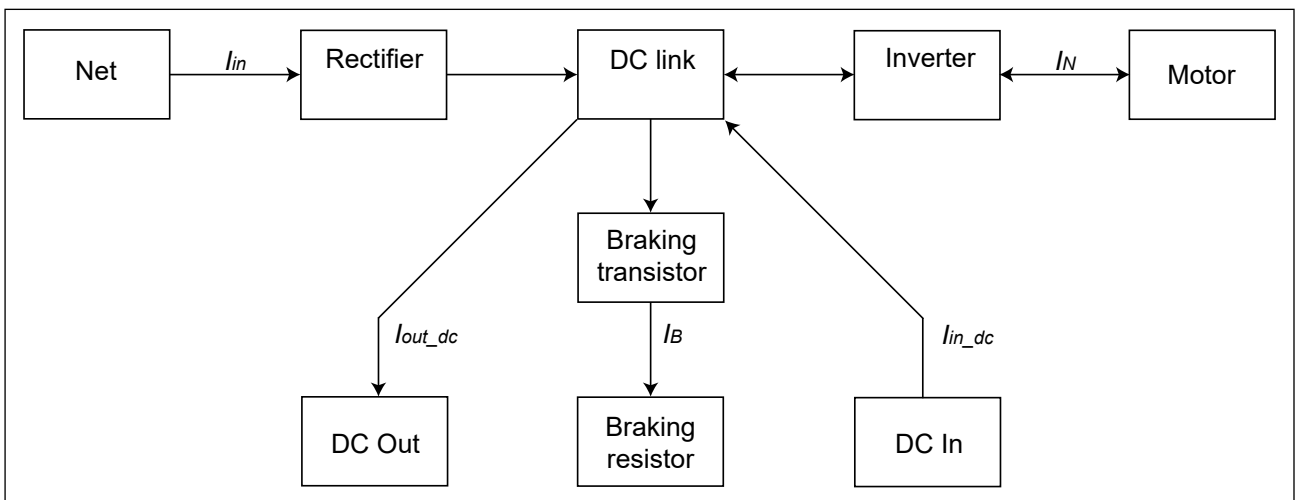 Net
Iin
Rectifier
DC link
Inverter
IN
Motor
Braking
transistor
Iout_dc
IB
Iin_dc
DC Out
Braking
resistor
DC In